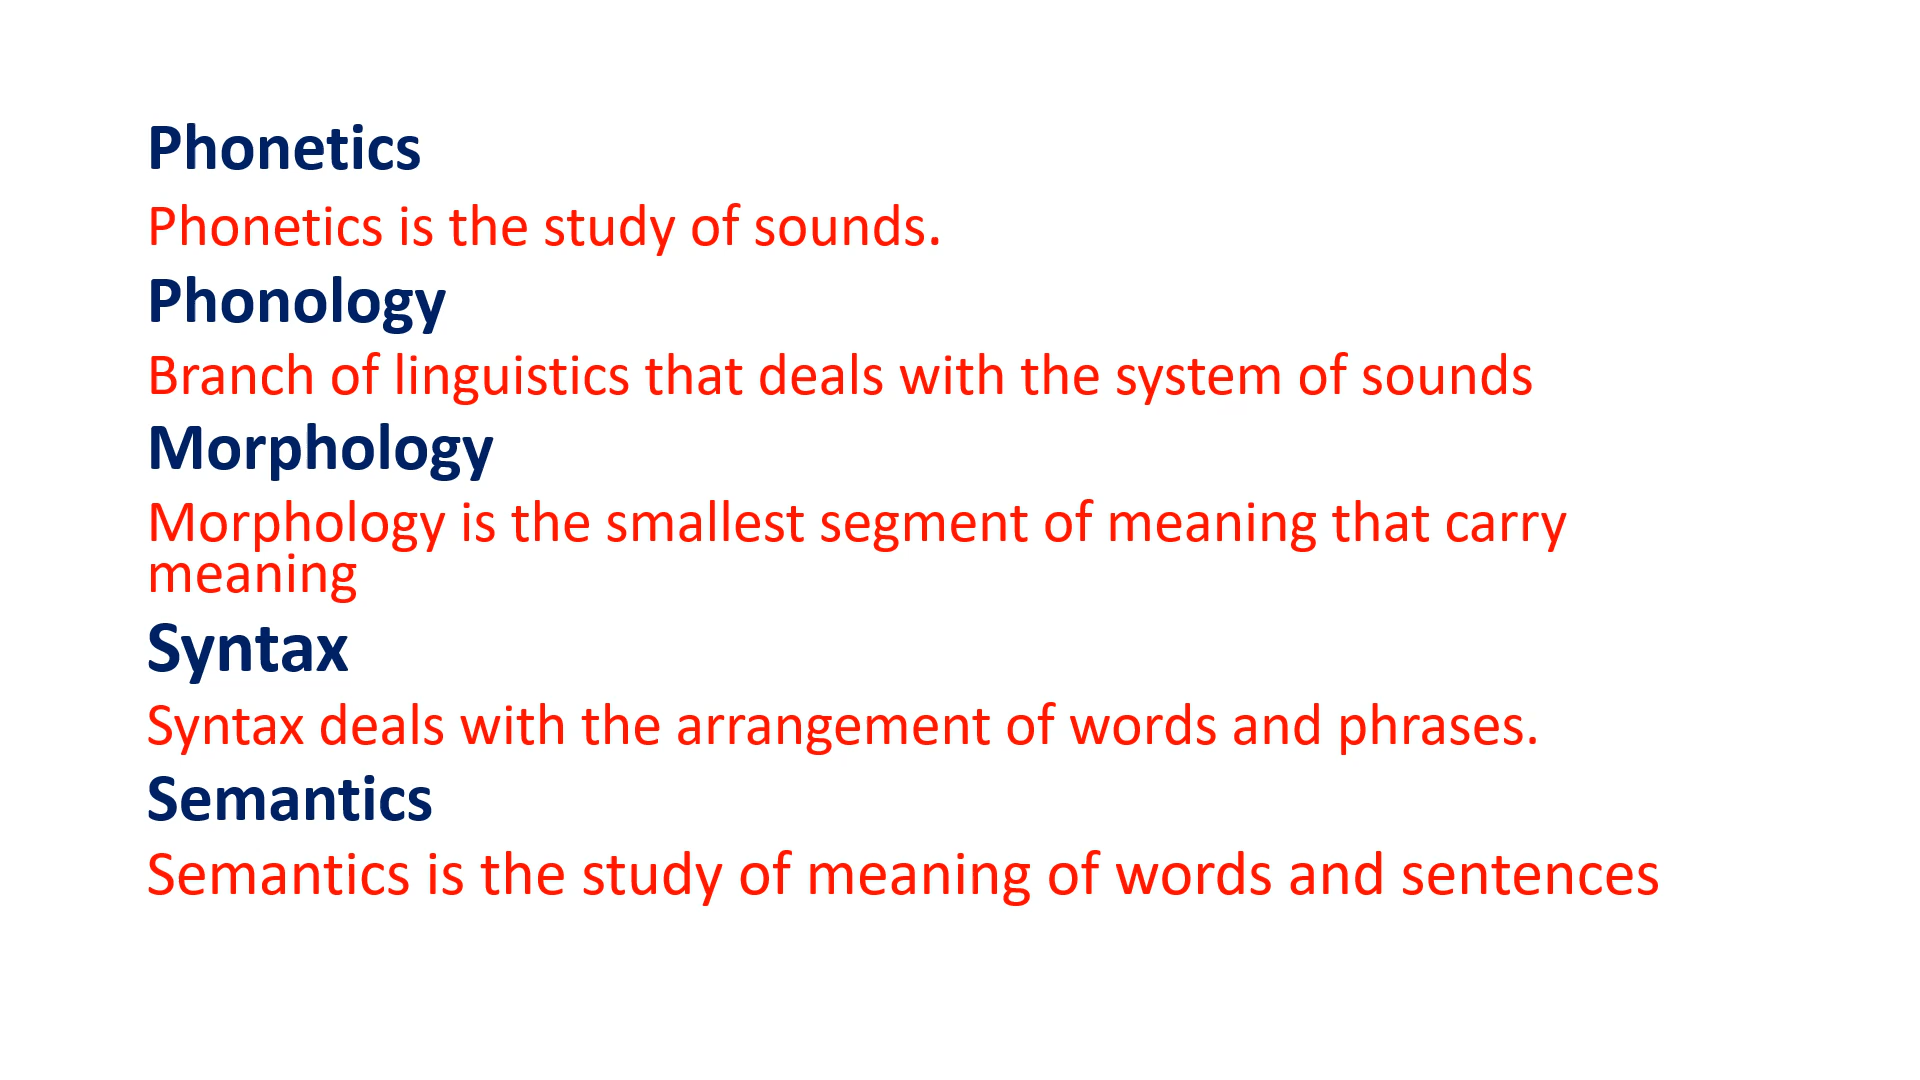 Phonetics
Phonetics is the study of sounds.
Phonology
Branch of linguistics that deals with the system of sounds
Morphology
Morphology is the smallest segment of meaning that carry
meaning
Syntax
Syntax deals with the arrangement of words and phrases.
Semantics
Semantics is the study of meaning of words and sentences